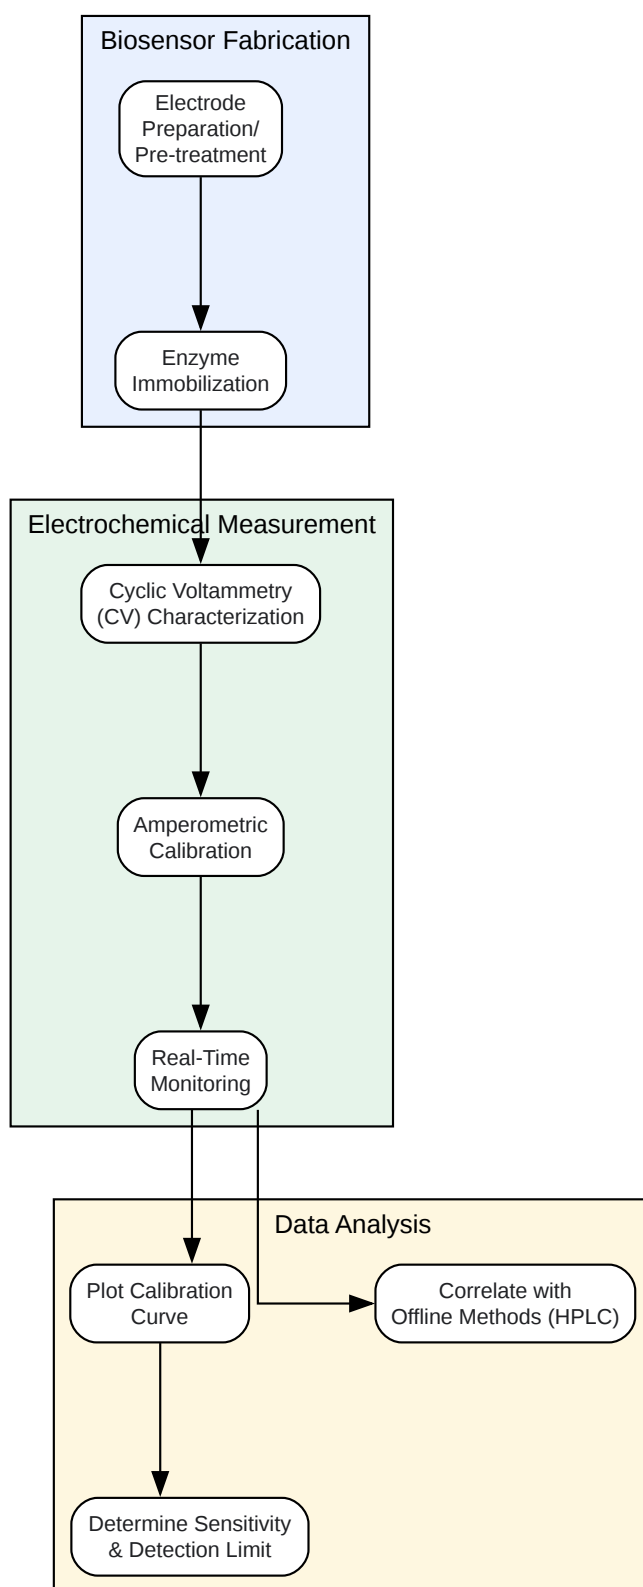 Biosensor Fabrication
Electrode
Preparation/
Pre-treatment
Enzyme
Immobilization
Electrochemical Measurement
Cyclic Voltammetry
(CV) Characterization
Amperometric
Calibration
Real-Time
Monitoring
Data Analysis
Plot Calibration
Curve
Correlate with
Offline Methods (HPLC)
Determine Sensitivity
& Detection Limit